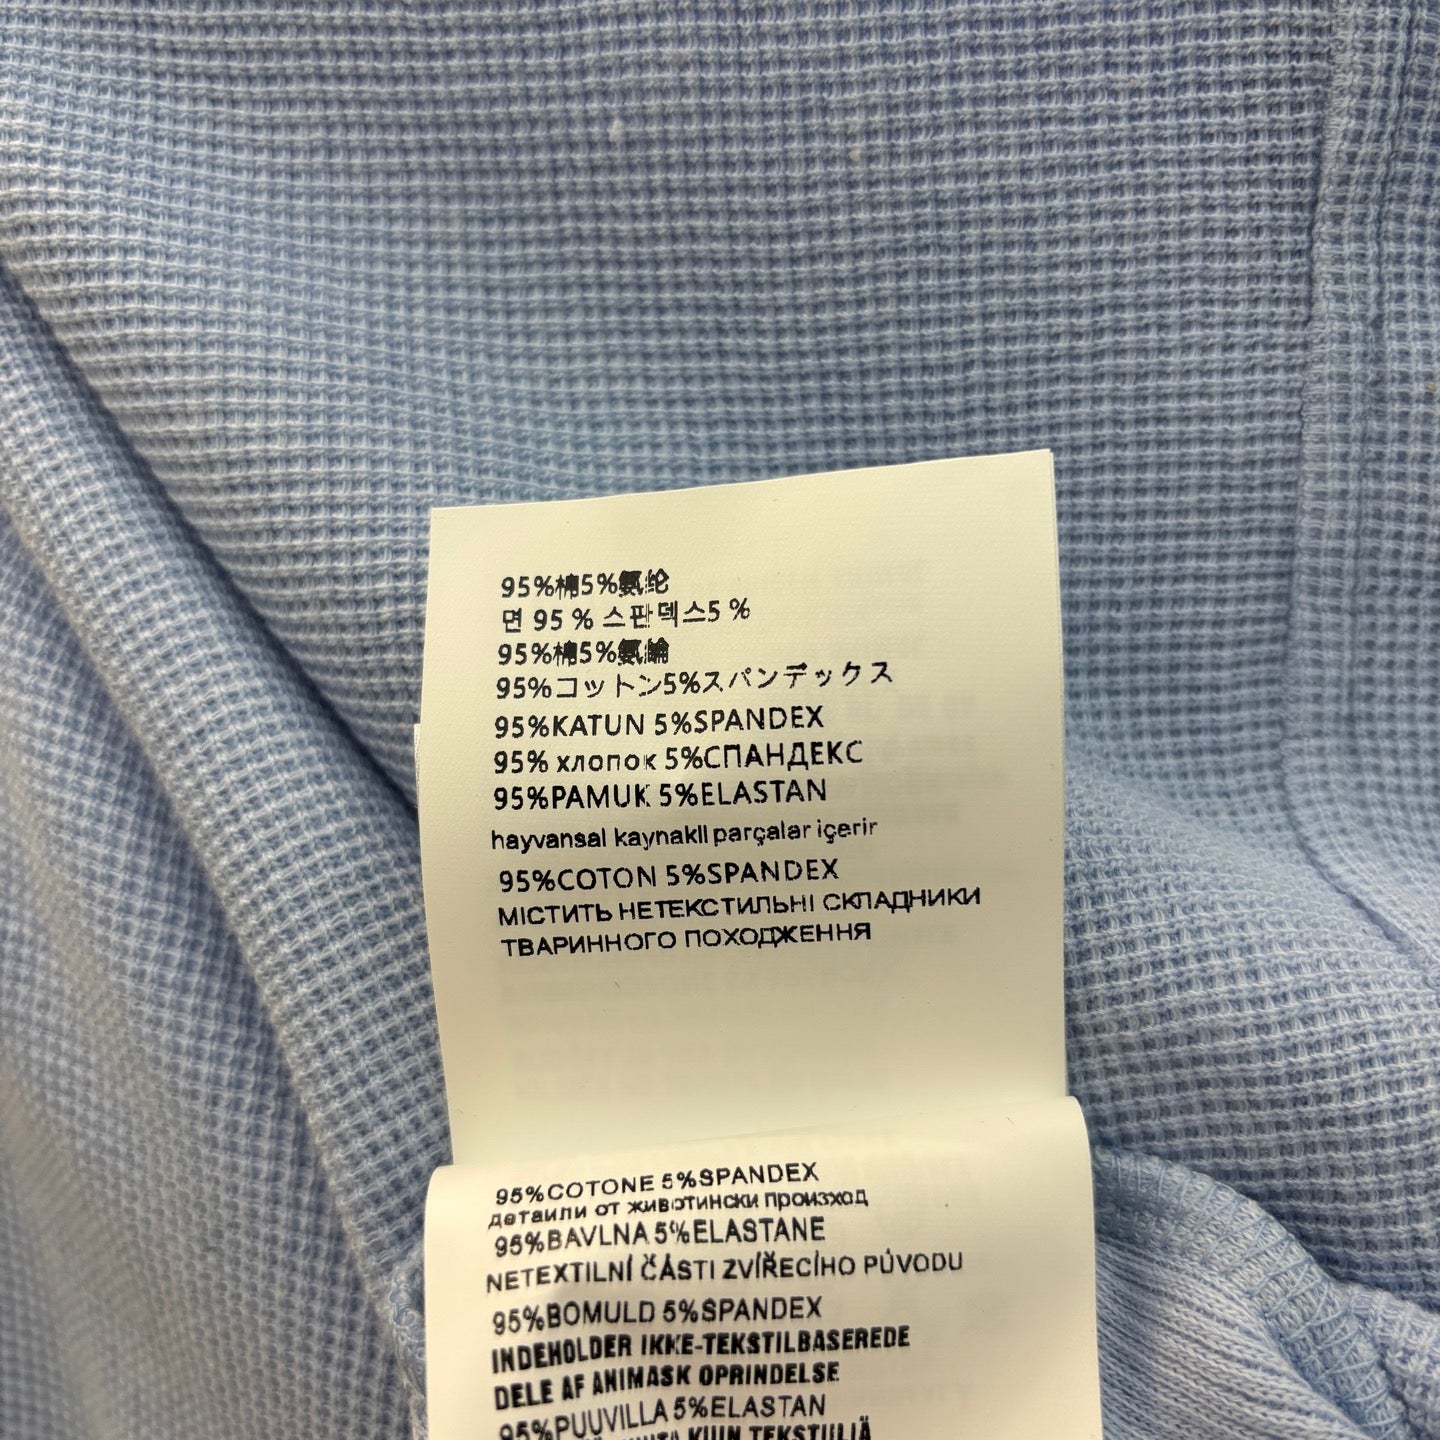 95%棉5%氨纶
면 95 % 스판덱스5 %
95%棉5%氨綸
95%コットン5%スパンデックス
95%KATUN 5%SPANDEX
95% хлопок 5%СПАНДЕКС
95%PAMUK 5%ELASTAN
hayvansal kaynakll parçalar içerir
95%COTON 5%SPANDEX
МІСТИТЬ НЕТЕКСТИЛЬНІ СКЛАДНИКИ
ТВАРИННОГО ПОХОДЖЕННЯ
95%COTONE 5%SPANDEX
детаили от животински произход
95%BAVLNA 5%ELASTANE
NETEXTILNÍ ČÁSTI ZVÍŘECÍHO PŮVODU
95%BOMULD 5%SPANDEX
INDEHOLDER IKKE-TEKSTILBASEREDE
DELE AF ANIMASK OPRINDELSE
95%PUUVILLA 5%ELASTAN
KUIN TEKSTIILIÄ